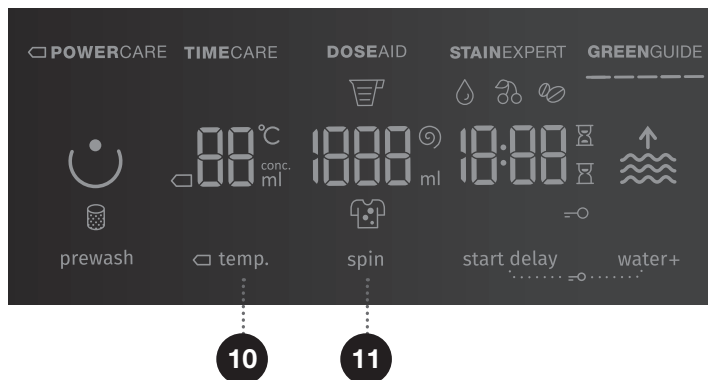 POWERCARE TIMECARE DOSEAID STAINEXPERT GREENGUIDE
88 °C 1888 18:88
conc.
ml ml
prewash temp. spin start delay water+
10 11